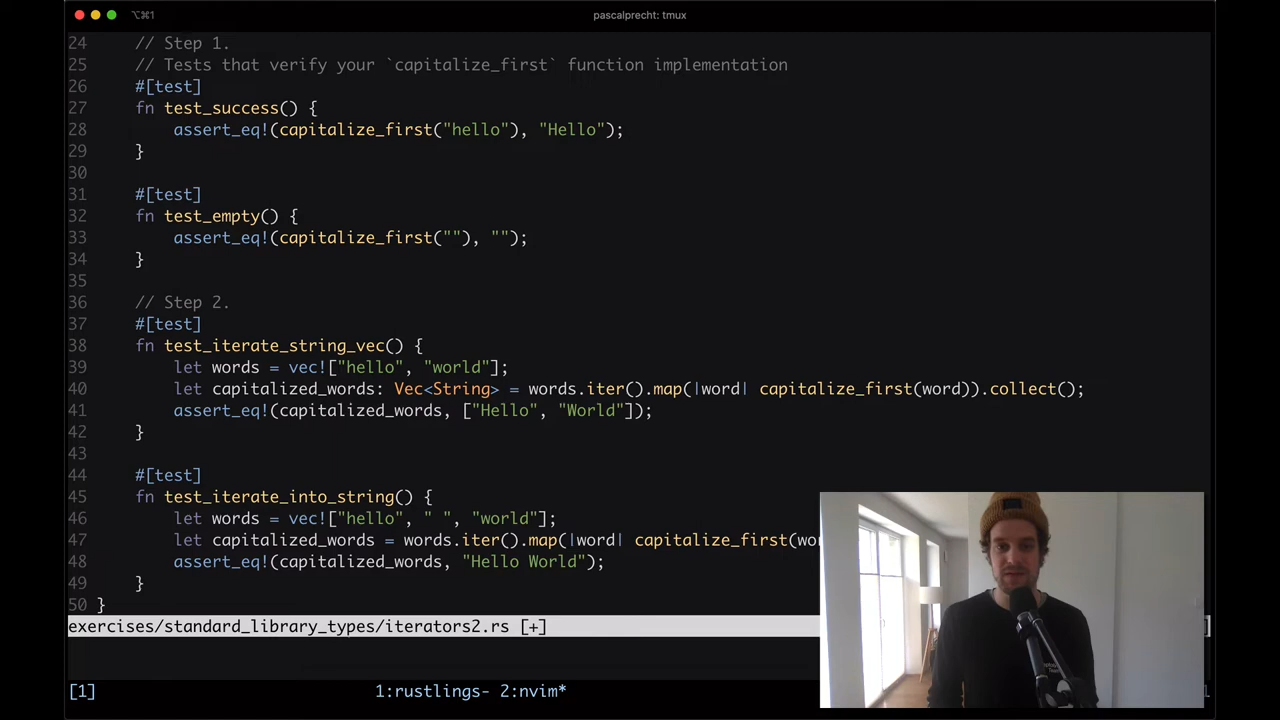 ⌥⌘1
pascalprecht: tmux
24 // Step 1.
25 // Tests that verify your `capitalize_first` function implementation
26 #[test]
27 fn test_success() {
28 assert_eq!(capitalize_first("hello"), "Hello");
29 }
30
31 #[test]
32 fn test_empty() {
33 assert_eq!(capitalize_first(""), "");
34 }
35
36 // Step 2.
37 #[test]
38 fn test_iterate_string_vec() {
39 let words = vec!["hello", "world"];
40 let capitalized_words: Vec<String> = words.iter().map(|word| capitalize_first(word)).collect();
41 assert_eq!(capitalized_words, ["Hello", "World"]);
42 }
43
44 #[test]
45 fn test_iterate_into_string() {
46 let words = vec!["hello", " ", "world"];
47 let capitalized_words = words.iter().map(|word| capitalize_first(wor
48 assert_eq!(capitalized_words, "Hello World");
49 }
50 }
exercises/standard_library_types/iterators2.rs [+]
[1] 1:rustlings- 2:nvim*